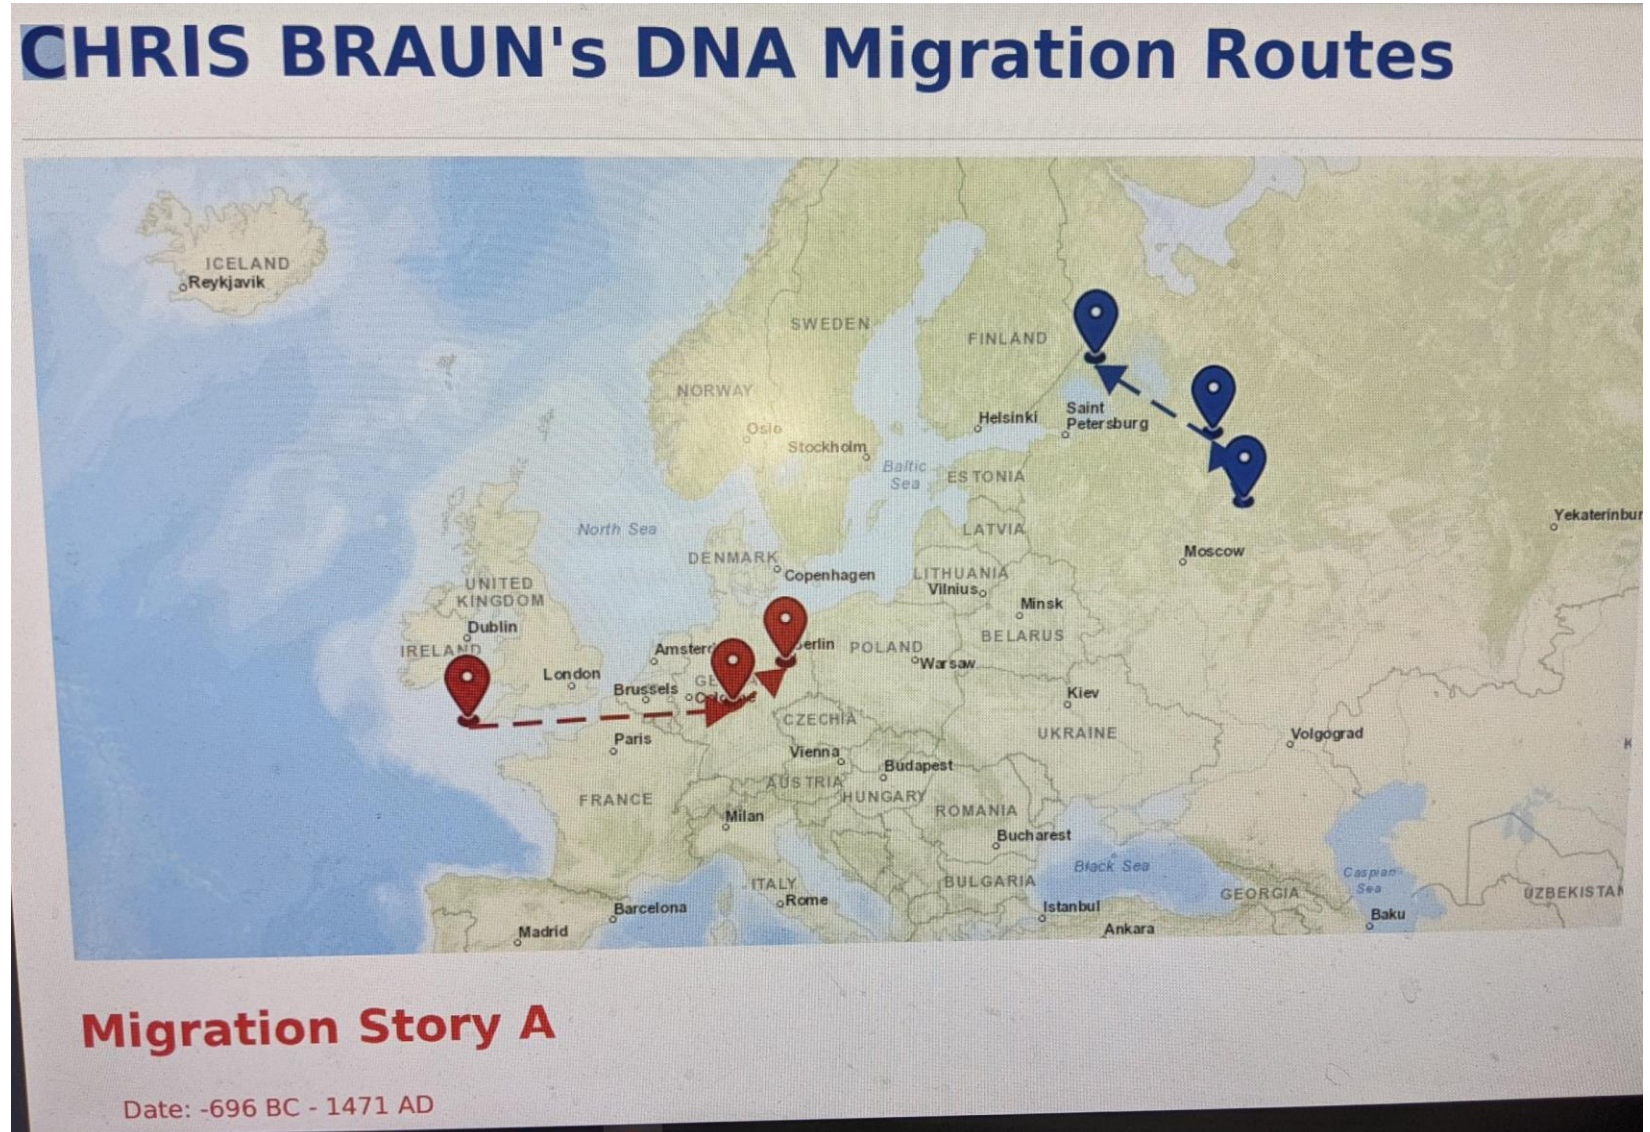 CHRIS BRAUN's DNA Migration Routes
ICELAND
Reykjavik
SWEDEN
FINLAND
NORWAY
Oslo
Stockholm
Helsinki
Saint
Petersburg
Baltic
Sea
ESTONIA
North Sea
LATVIA
Yekaterinbur
DENMARK
Copenhagen
LITHUANIA
Vilnius
Moscow
UNITED
KINGDOM
Minsk
Dublin
BELARUS
IRELAND
Amsterd
erlin
POLAND
Warsaw
London
Brussels
GE
Kiev
CZECHIA
UKRAINE
Volgograd
Paris
Vienna
Budapest
K
AUSTRIA
HUNGARY
FRANCE
ROMANIA
Milan
Bucharest
Black Sea
Caspian
Sea
ITALY
BULGARIA
GEORGIA
UZBEKISTAN
Rome
Barcelona
Istanbul
Baku
Madrid
Ankara
Migration Story A
Date: -696 BC - 1471 AD